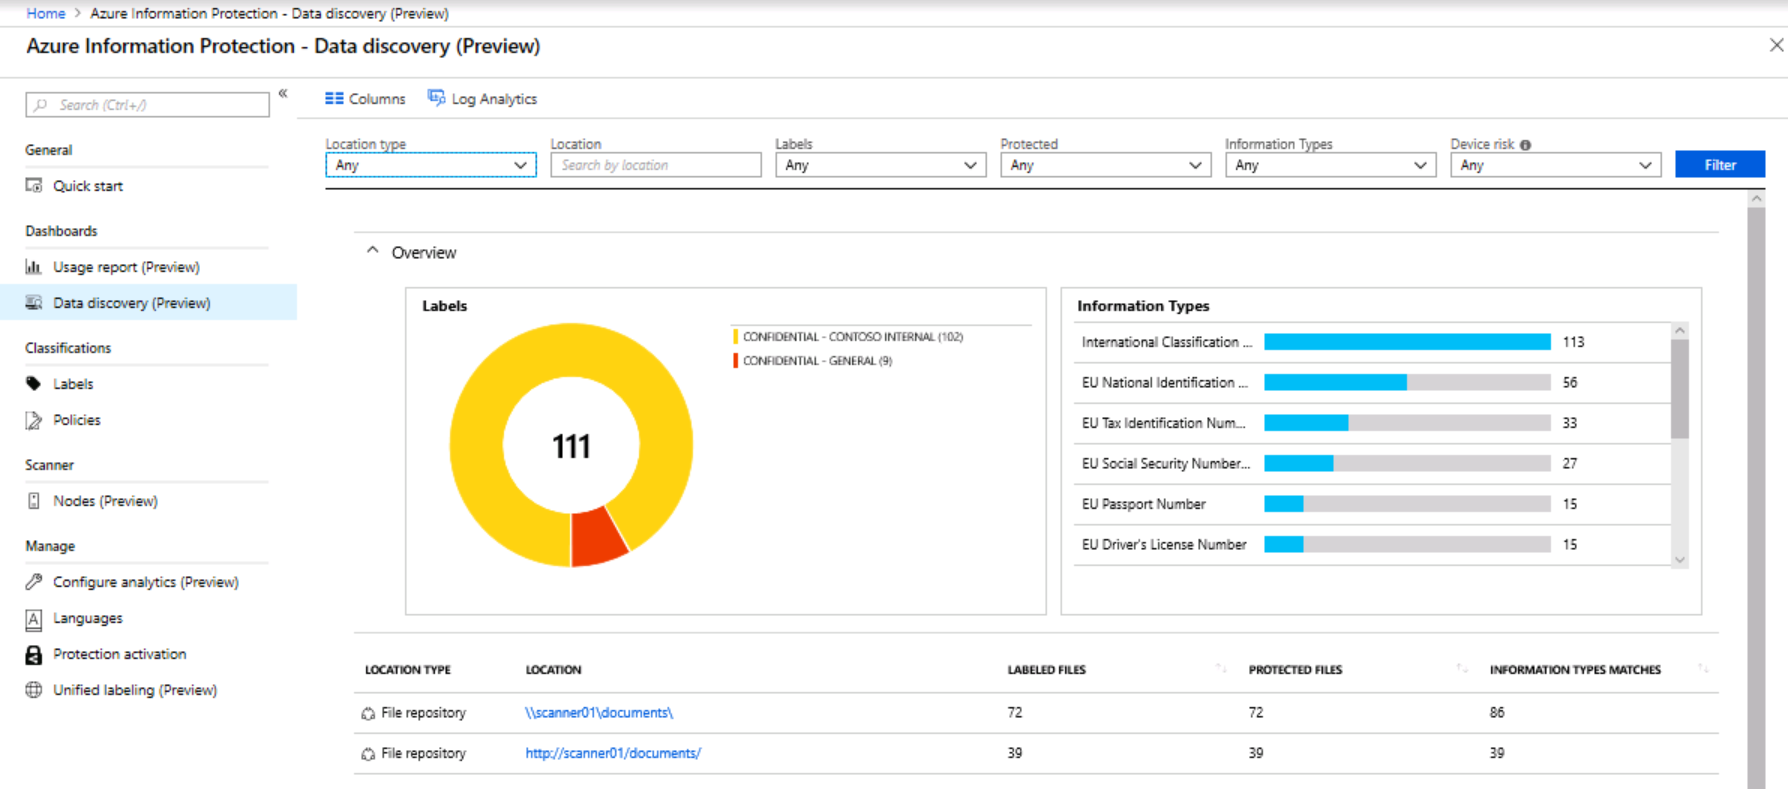 Home > Azure Information Protection - Data discovery (Preview)
Azure Information Protection - Data discovery (Preview)
Search (Ctrl+/)
General
Quick start
Dashboards
Usage report (Preview)
Data discovery (Preview)
Classifications
Labels
Policies
Scanner
Nodes (Preview)
Manage
Configure analytics (Preview)
Languages
Protection activation
Unified labeling (Preview)
Columns Log Analytics
Location type Location Labels Protected Information Types Device risk
Any Search by location Any Any Any Any Filter
Overview
Labels
111
CONFIDENTIAL - CONTOSO INTERNAL (102)
CONFIDENTIAL - GENERAL (9)
Information Types
International Classification ... 113
EU National Identification ... 56
EU Tax Identification Num... 33
EU Social Security Number... 27
EU Passport Number 15
EU Driver's License Number 15
LOCATION TYPE LOCATION LABELED FILES PROTECTED FILES INFORMATION TYPES MATCHES
File repository \\scanner01\documents\ 72 72 86
File repository http://scanner01/documents/ 39 39 39